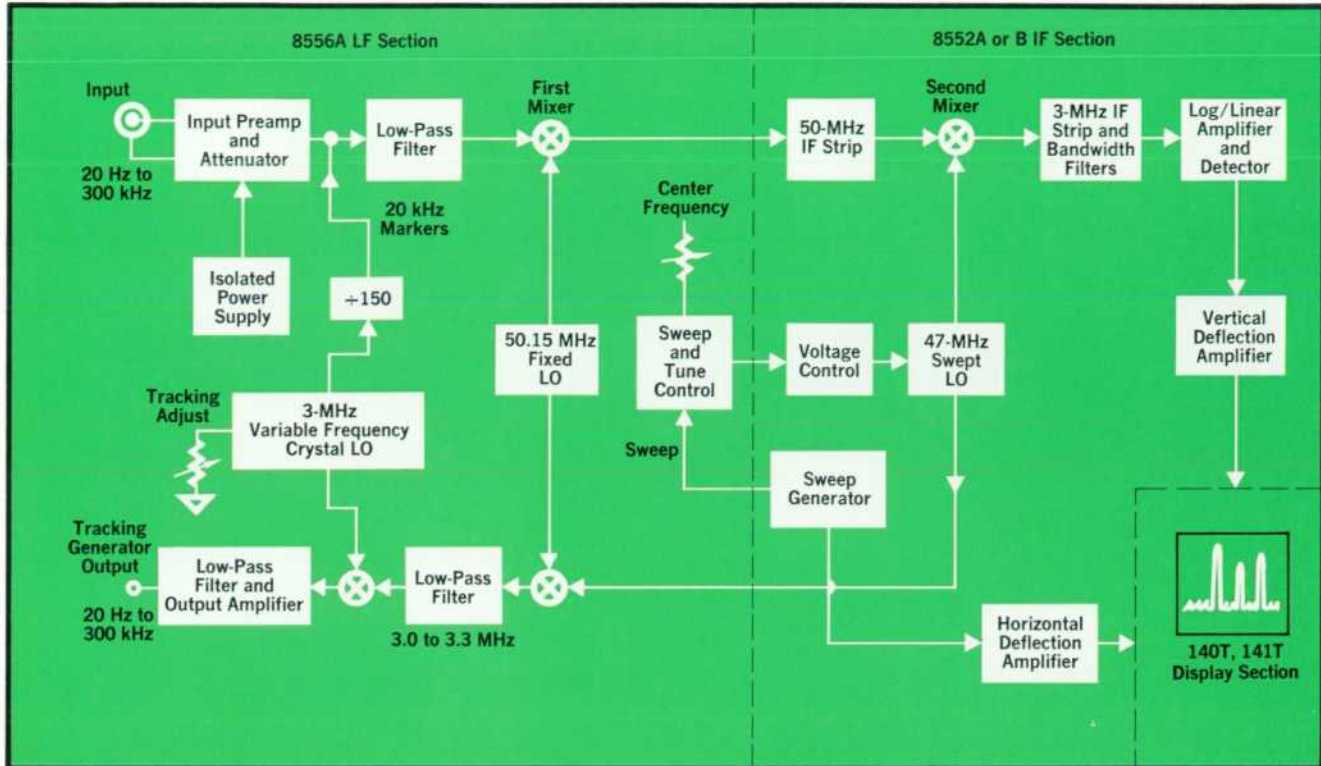 8556A LF Section
8552A or B IF Section
Input
20 Hz to
300 kHz
Input Preamp
and
Attenuator
Low-Pass
Filter
First
Mixer
50-MHz
IF Strip
Second
Mixer
3-MHz IF
Strip and
Bandwidth
Filters
Log/Linear
Amplifier
and
Detector
20 kHz
Markers
Center
Frequency
Isolated
Power
Supply
÷150
50.15 MHz
Fixed
LO
Sweep
and
Tune
Control
Voltage
Control
47-MHz
Swept
LO
Vertical
Deflection
Amplifier
Tracking
Adjust
3-MHz
Variable Frequency
Crystal LO
Sweep
Sweep
Generator
Tracking
Generator
Output
20 Hz to
300 kHz
Low-Pass
Filter and
Output Amplifier
Low-Pass
Filter
3.0 to 3.3 MHz
Horizontal
Deflection
Amplifier
140T, 141T
Display Section